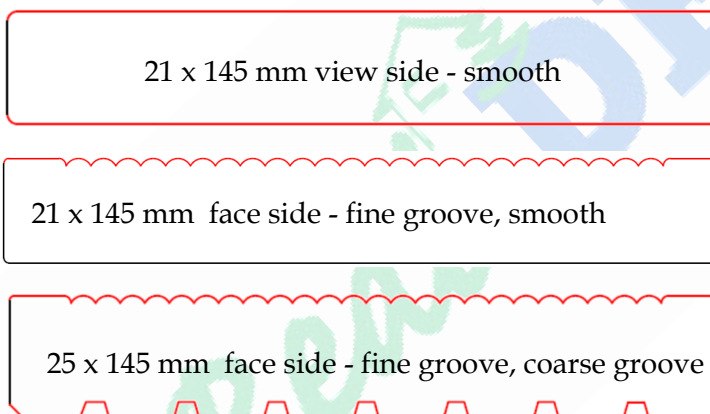 21 x 145 mm view side - smooth
21 x 145 mm face side - fine groove, smooth
25 x 145 mm face side - fine groove, coarse groove